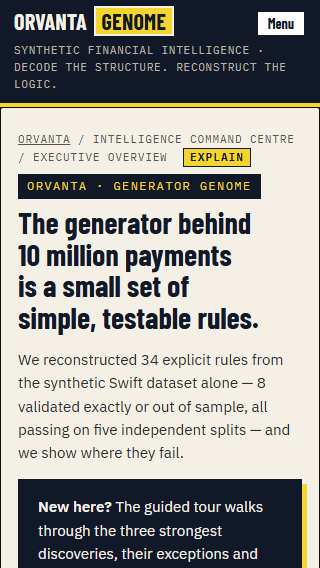 ORVANTA GENOME Menu
SYNTHETIC FINANCIAL INTELLIGENCE ·
DECODE THE STRUCTURE. RECONSTRUCT THE
LOGIC.
ORVANTA / INTELLIGENCE COMMAND CENTRE
/ EXECUTIVE OVERVIEW EXPLAIN
ORVANTA · GENERATOR GENOME
The generator behind
10 million payments
is a small set of
simple, testable rules.
We reconstructed 34 explicit rules from
the synthetic Swift dataset alone — 8
validated exactly or out of sample, all
passing on five independent splits — and
we show where they fail.
New here? The guided tour walks
through the three strongest
discoveries, their exceptions and